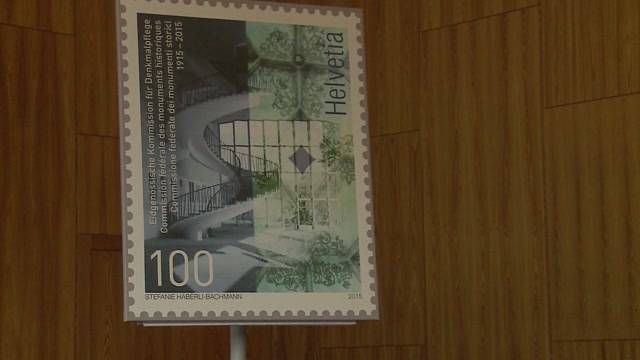 Eidgenössische Kommission für Denkmalpflege
Commission fédérale des monuments historiques
Commissione federale dei monumenti storici
1915 – 2015
Helvetia
100
STEFANIE HÄBERLI-BACHMANN
2015